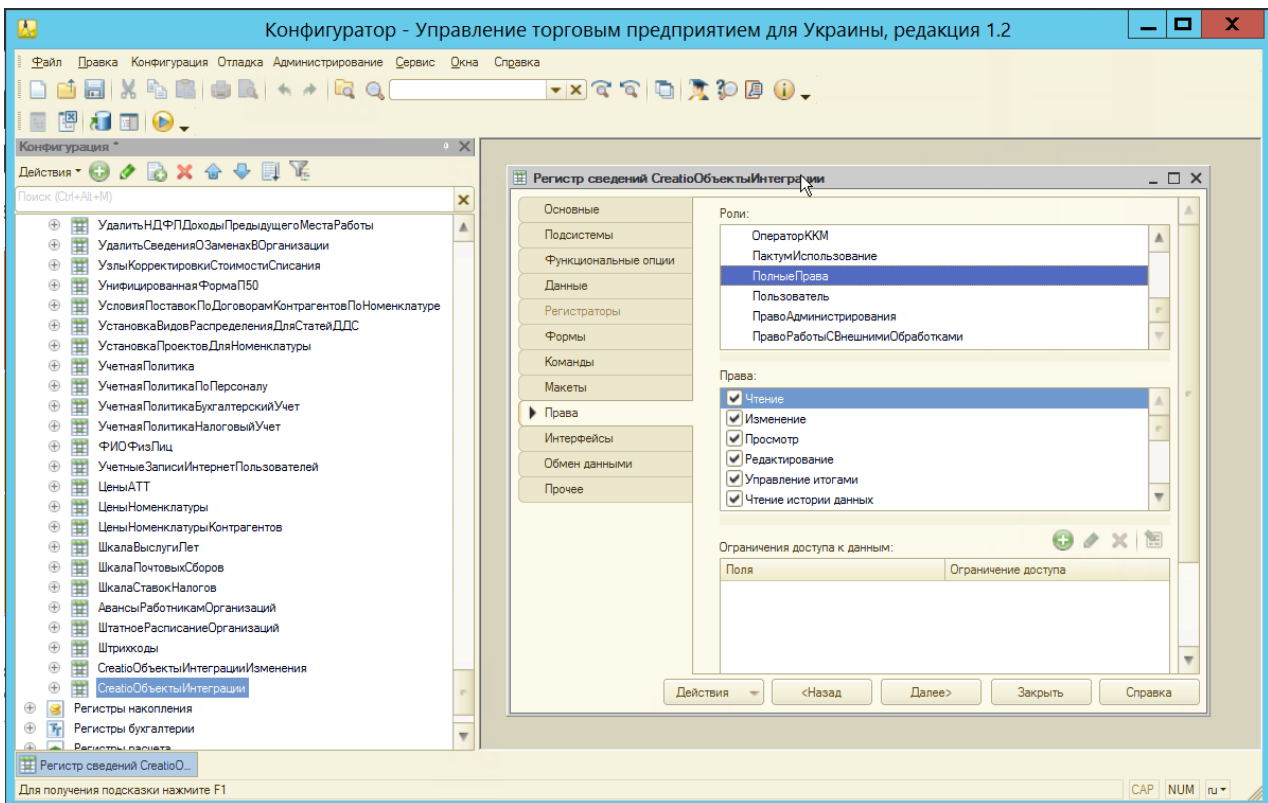 Конфигуратор - Управление торговым предприятием для Украины, редакция 1.2
Файл Правка Конфигурация Отладка Администрирование Сервис Окна Справка
Конфигурация *
Действия
Поиск (Ctrl+Alt+M)
УдалитьНДФЛДоходыПредыдущегоМестаРаботы
УдалитьСведенияОЗаменахВОрганизации
УзлыКорректировкиСтоимостиСписания
УнифицированнаяФормаП50
УсловияПоставокПоДоговорамКонтрагентовПоНоменклатуре
УстановкаВидовРаспределенияДляСтатейДДС
УстановкаПроектовДляНоменклатуры
УчетнаяПолитика
УчетнаяПолитикаПоПерсоналу
УчетнаяПолитикаБухгалтерскийУчет
УчетнаяПолитикаНалоговыйУчет
ФИОФизЛиц
УчетныеЗаписиИнтернетПользователей
ЦеныАТТ
ЦеныНоменклатуры
ЦеныНоменклатурыКонтрагентов
ШкалаВыслугиЛет
ШкалаПочтовыхСборов
ШкалаСтавокНалогов
АвансыРаботникамОрганизаций
ШтатноеРасписаниеОрганизаций
Штрихкоды
CreatioОбъектыИнтеграцииИзменения
CreatioОбъектыИнтеграции
Регистры накопления
Регистры бухгалтерии
Регистры расчета
Регистр сведений CreatioОбъектыИнтеграции
Основные
Подсистемы
Функциональные опции
Данные
Регистраторы
Формы
Команды
Макеты
Права
Интерфейсы
Обмен данными
Прочее
Роли:
ОператорККМ
ПактумИспользование
ПолныеПрава
Пользователь
ПравоАдминистрирования
ПравоРаботыСВнешнимиОбработками
Права:
Чтение
Изменение
Просмотр
Редактирование
Управление итогами
Чтение истории данных
Ограничения доступа к данным:
Поля Ограничение доступа
Действия <Назад Далее> Закрыть Справка
Регистр сведений CreatioO...
Для получения подсказки нажмите F1 CAP NUM ru